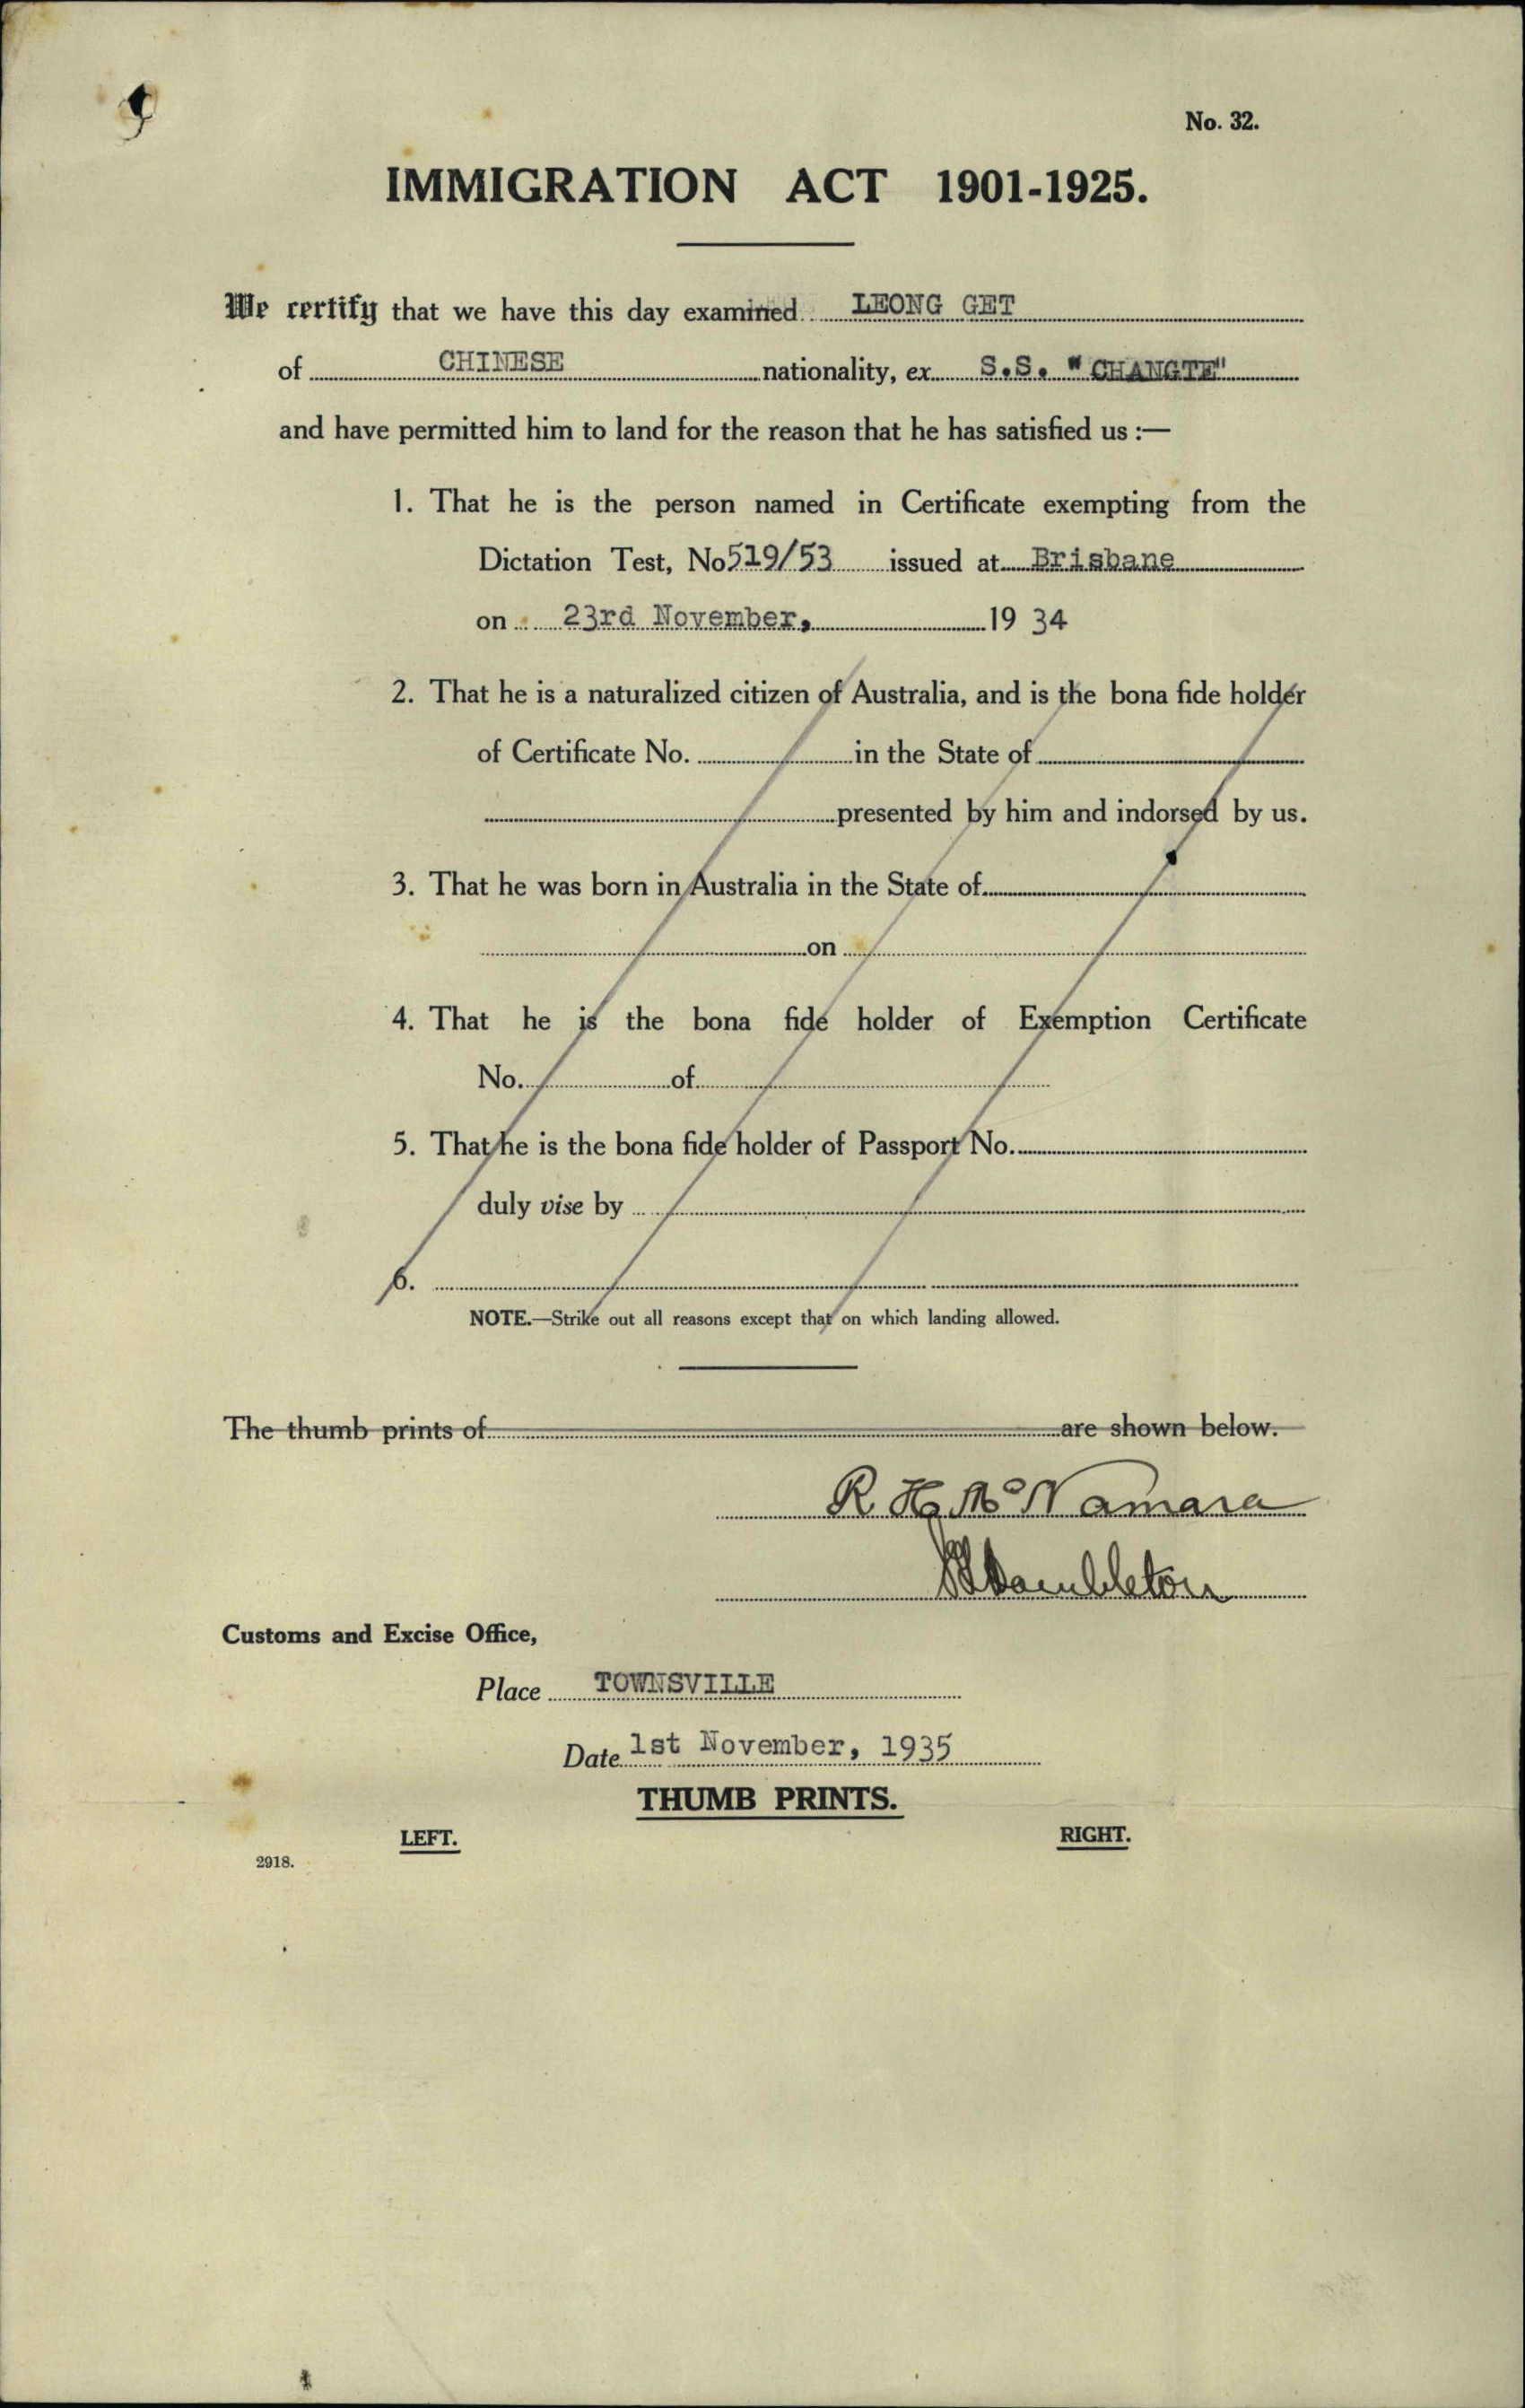 No. 32.
IMMIGRATION ACT 1901-1925.
We certify that we have this day examined LEONG GET
of CHINESE nationality, ex S.S. "CHANGTE"
and have permitted him to land for the reason that he has satisfied us :—
1. That he is the person named in Certificate exempting from the
Dictation Test, No 519/53 issued at Brisbane
on 23rd November, 19 34
2. That he is a naturalized citizen of Australia, and is the bona fide holder
of Certificate No. in the State of
presented by him and indorsed by us.
3. That he was born in Australia in the State of
on
4. That he is the bona fide holder of Exemption Certificate
No. of
5. That he is the bona fide holder of Passport No.
duly vise by
6.
NOTE.—Strike out all reasons except that on which landing allowed.
The thumb prints of are shown below.
R. H. McNamara
Hambleton
Customs and Excise Office,
Place TOWNSVILLE
Date 1st November, 1935
THUMB PRINTS.
LEFT. RIGHT.
2918.